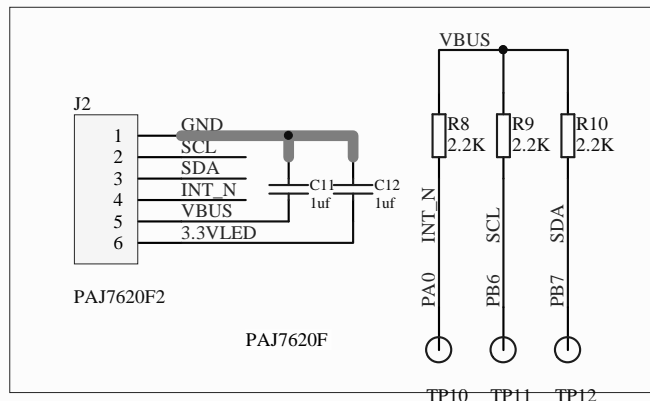 VBUS
J2
1 GND
2 SCL
3 SDA
4 INT_N
5 VBUS
6 3.3VLED
C11
1uf
C12
1uf
R8
2.2K
R9
2.2K
R10
2.2K
INT_N
SCL
SDA
PA0
PB6
PB7
PAJ7620F2
PAJ7620F
TP10
TP11
TP12